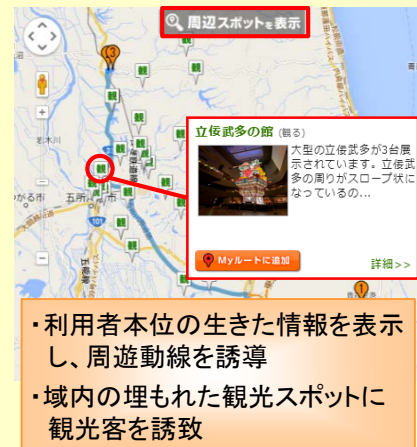 周辺スポットを表示
L3
観
観
観
観
観
観
観
観
立佞武多の館 (観る)
大型の立佞武多が3台展
示されています。立佞武
多の周りがスロープ状に
なっているの...
Myルートに追加
詳細>>
がる市
五所
市
101
1
・利用者本位の生きた情報を表示
し、周遊動線を誘導
・域内の埋もれた観光スポットに
観光客を誘致